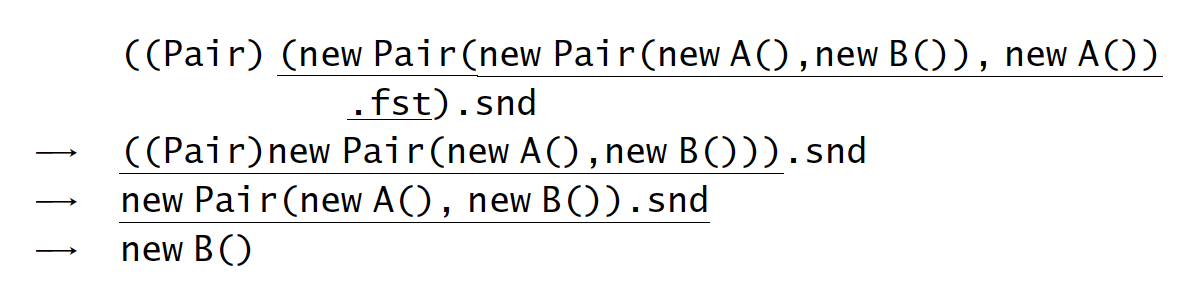 ((Pair) (new Pair(new Pair(new A(),new B()), new A())
.fst).snd
→ ((Pair)new Pair(new A(),new B())).snd
→ new Pair(new A(), new B()).snd
→ new B()